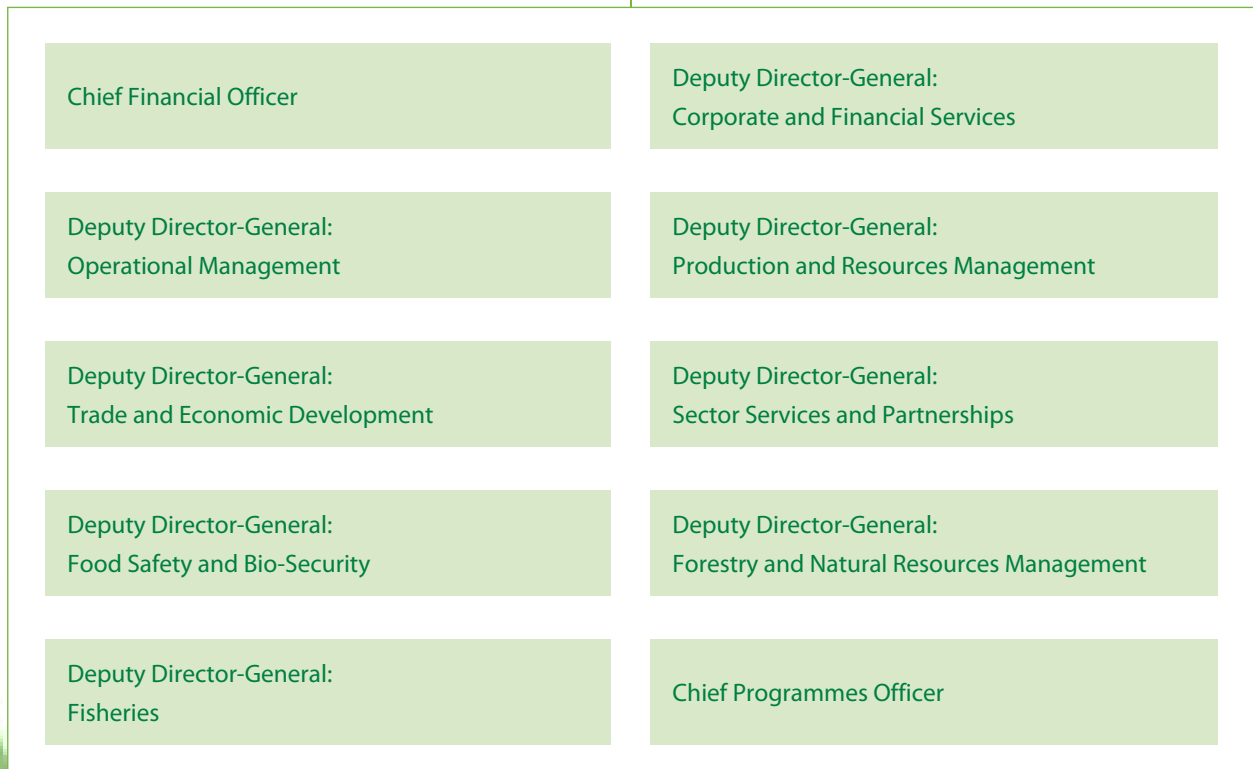 Chief Financial Officer
Deputy Director-General:
Corporate and Financial Services
Deputy Director-General:
Operational Management
Deputy Director-General:
Production and Resources Management
Deputy Director-General:
Trade and Economic Development
Deputy Director-General:
Sector Services and Partnerships
Deputy Director-General:
Food Safety and Bio-Security
Deputy Director-General:
Forestry and Natural Resources Management
Deputy Director-General:
Fisheries
Chief Programmes Officer